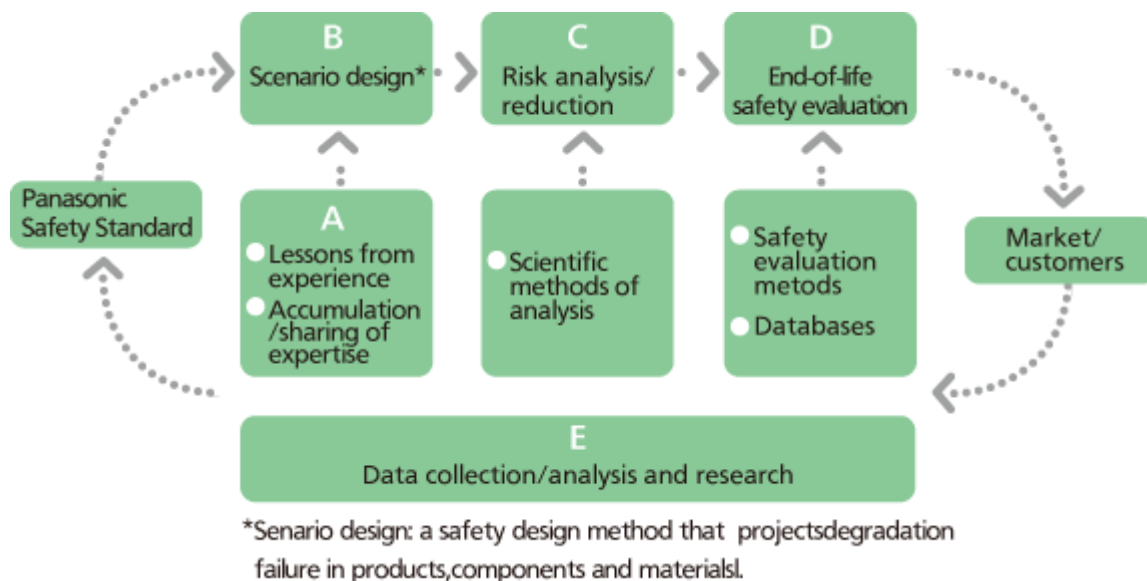 B
Scenario design*
C
Risk analysis/
reduction
D
End-of-life
safety evaluation
Panasonic
Safety Standard
A
Lessons from
experience
Accumulation
/sharing of
expertise
Scientific
methods of
analysis
Safety
evaluation
metods
Databases
Market/
customers
E
Data collection/analysis and research
*Senario design: a safety design method that projectsdegradation
failure in products,components and materialsl.